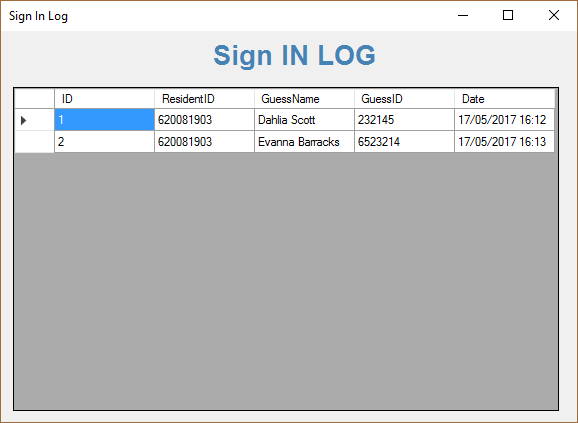 Sign In Log
Sign IN LOG
ID ResidentID GuessName GuessID Date
1 620081903 Dahlia Scott 232145 17/05/2017 16:12
2 620081903 Evanna Barracks 6523214 17/05/2017 16:13